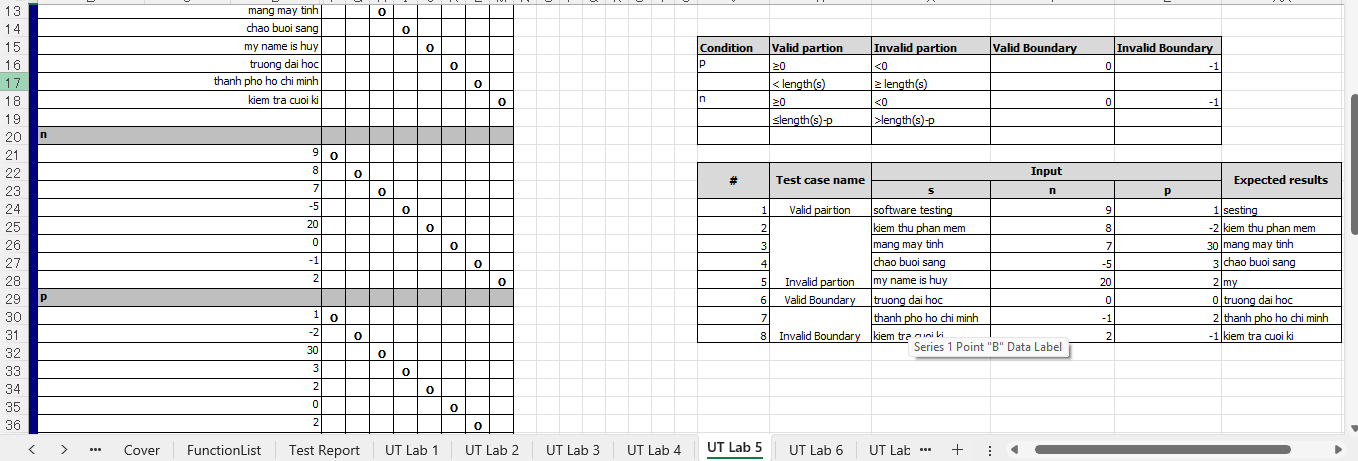 13 mang may tinh O
14 chao buoi sang O
15 my name is huy O
16 truong dai hoc O
17 thanh pho ho chi minh O
18 kiem tra cuoi ki O
19
20 n
21 9 O
22 8 O
23 7 O
24 -5 O
25 20 O
26 0 O
27 -1 O
28 2 O
29 p
30 1 O
31 -2 O
32 30 O
33 3 O
34 2 O
35 0 O
36 2 O
Condition Valid partion Invalid partion Valid Boundary Invalid Boundary
p ≥0 <0 0 -1
< length(s) ≥ length(s)
n ≥0 <0 0 -1
≤length(s)-p >length(s)-p
# Test case name Input Expected results
s n p
1 Valid pairtion software testing 9 1 sesting
2 kiem thu phan mem 8 -2 kiem thu phan mem
3 mang may tinh 7 30 mang may tinh
4 chao buoi sang -5 3 chao buoi sang
5 Invalid partion my name is huy 20 2 my
6 Valid Boundary truong dai hoc 0 0 truong dai hoc
7 thanh pho ho chi minh -1 2 thanh pho ho chi minh
8 Invalid Boundary kiem tra cuoi ki 2 -1 kiem tra cuoi ki
Series 1 Point "B" Data Label
Cover FunctionList Test Report UT Lab 1 UT Lab 2 UT Lab 3 UT Lab 4 UT Lab 5 UT Lab 6 UT Lab